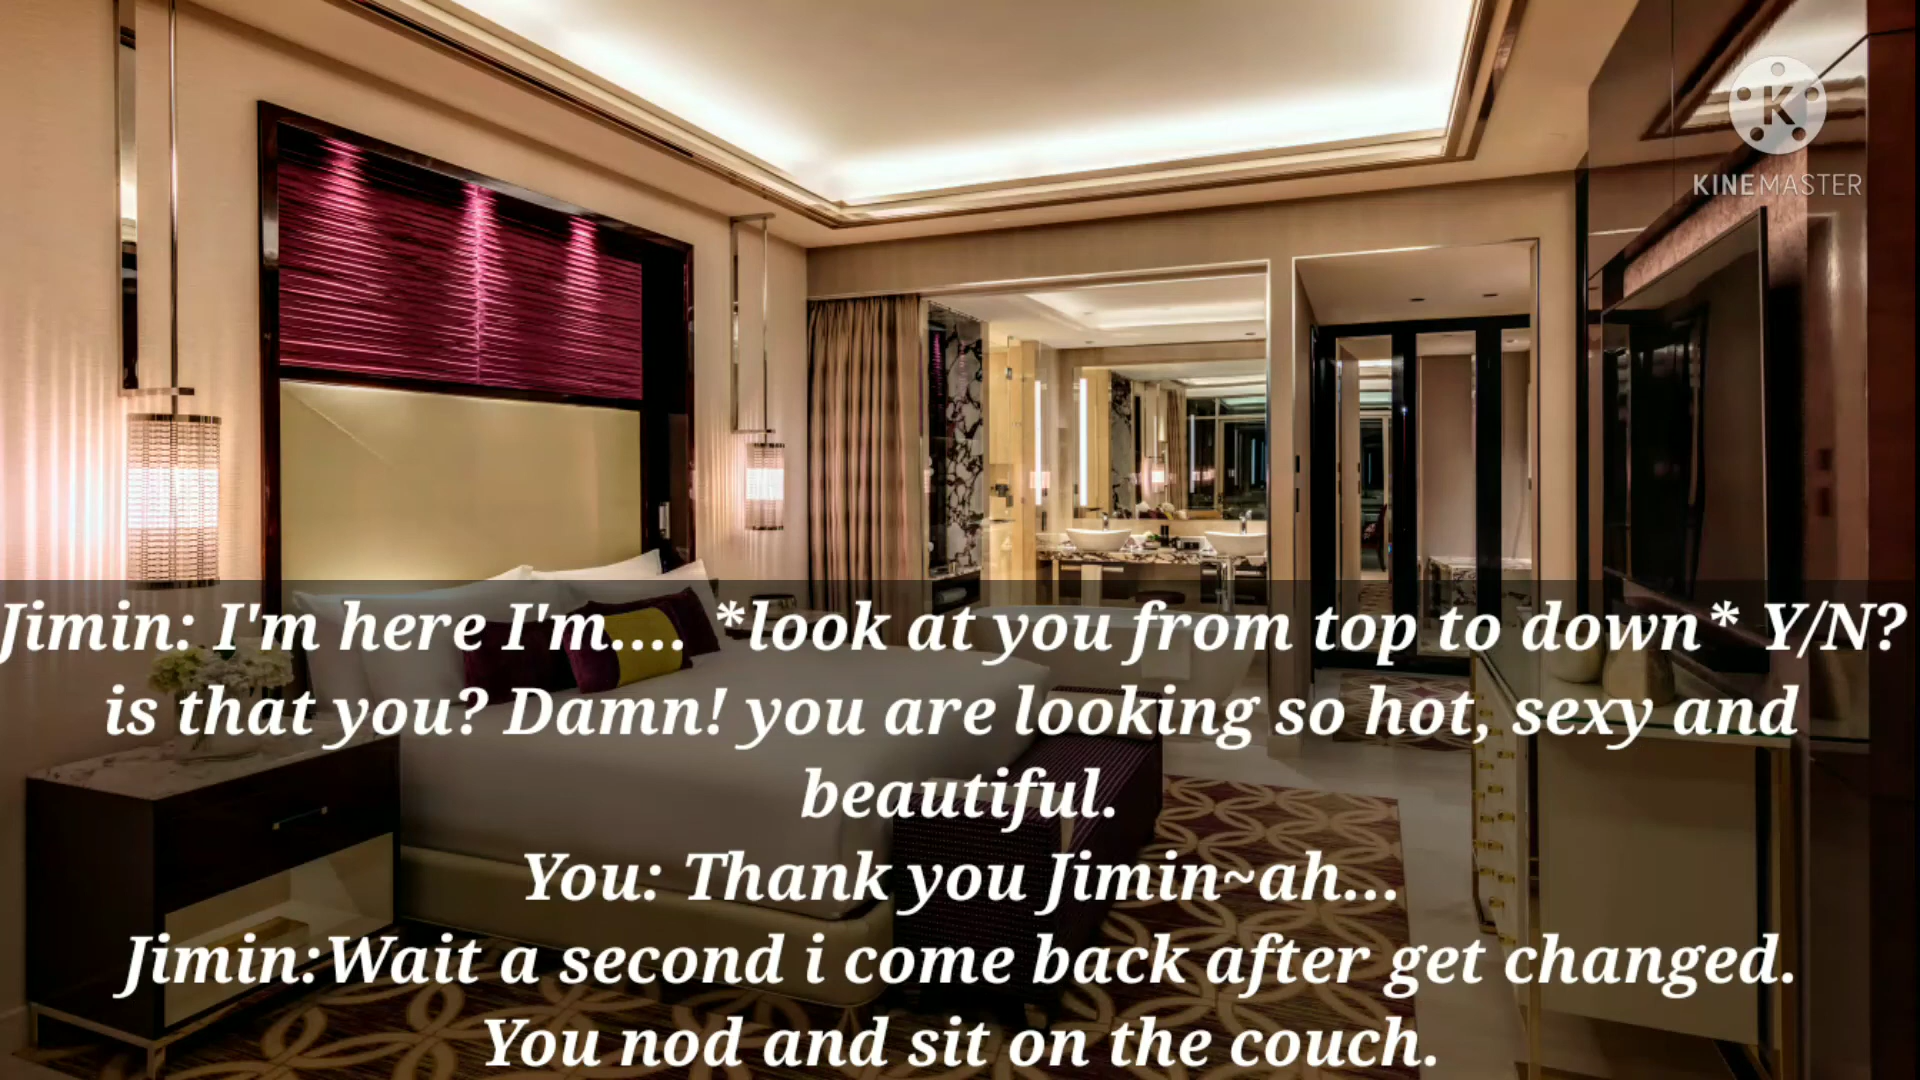 KINEMASTER
Jimin: I'm here I'm.... *look at you from top to down* Y/N?
is that you? Damn! you are looking so hot, sexy and
beautiful.
You: Thank you Jimin~ah...
Jimin:Wait a second i come back after get changed.
You nod and sit on the couch.